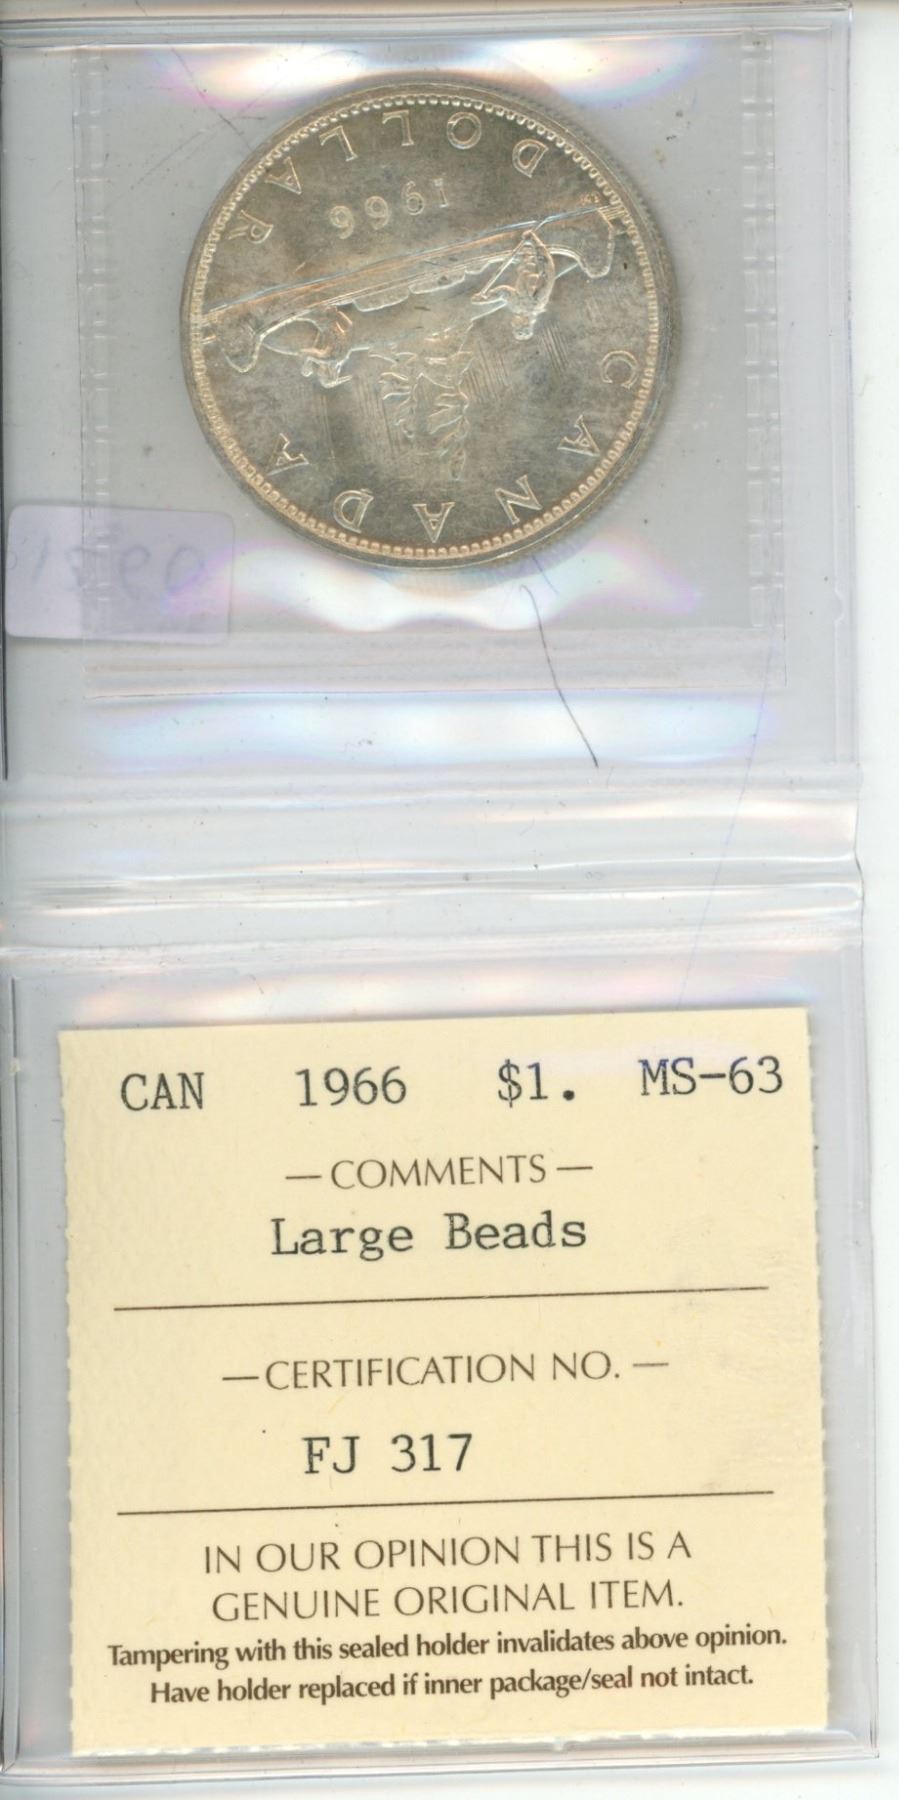 CANADA
1966
DOLLAR
CAN 1966 $1. MS-63
— COMMENTS —
Large Beads
— CERTIFICATION NO. —
FJ 317
IN OUR OPINION THIS IS A
GENUINE ORIGINAL ITEM.
Tampering with this sealed holder invalidates above opinion.
Have holder replaced if inner package/seal not intact.